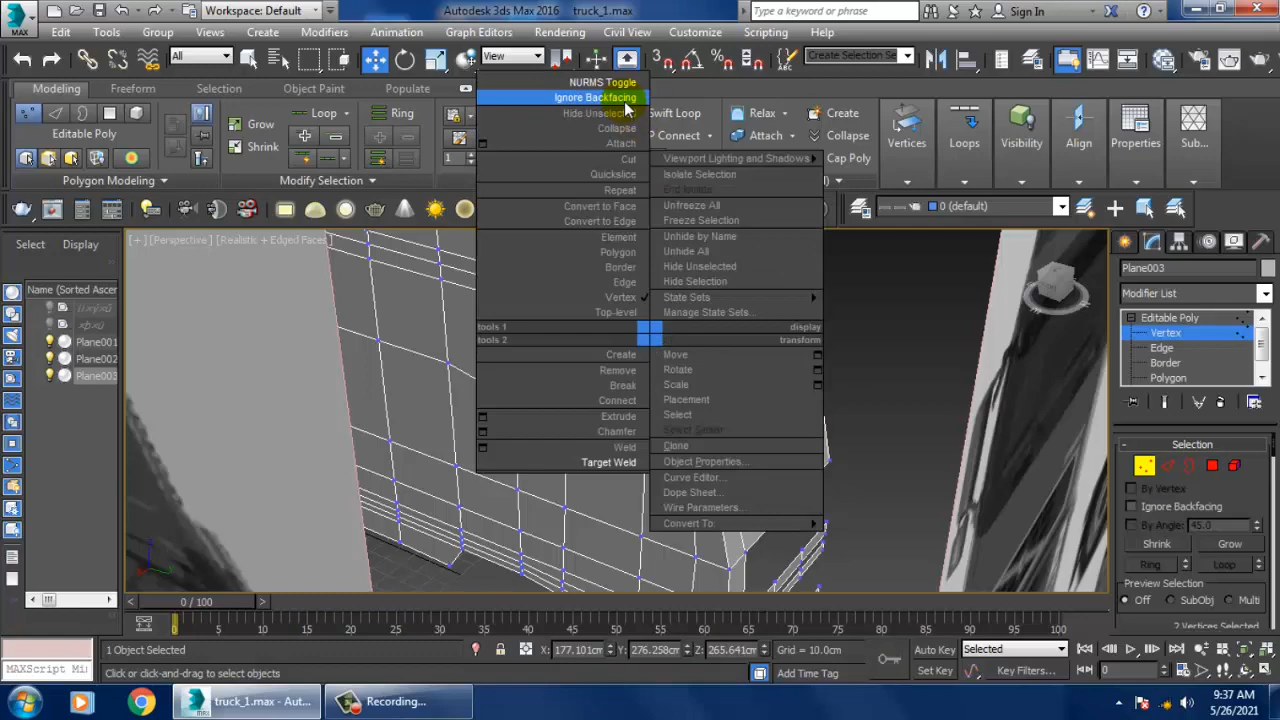 MAX
Workspace: Default
Autodesk 3ds Max 2016
truck_1.max
Type a keyword or phrase
Sign In
Edit
Tools
Group
Views
Create
Modifiers
Animation
Graph Editors
Rendering
Civil View
Customize
Scripting
Help
All
View
Create Selection Se
Modeling
Freeform
Populate
Editable Poly
Polygon Modeling
Grow
Shrink
Loop
Ring
1
Modify Selection
Swift Loop
P Connect
Relax
Attach
Create
Collapse
Cap Poly
Vertices
Loops
Align
Properties
Sub...
NURMS Toggle
Ignore Backfacing
Hide Unselected
Collapse
Attach
Cut
Quickslice
Repeat
Convert to Face
Convert to Edge
Element
Polygon
Border
Edge
Vertex
Top-level
tools 1
tools 2
Create
Remove
Break
Connect
Extrude
Chamfer
Weld
Target Weld
Viewport Lighting and Shadows
Isolate Selection
End Isolate
Unfreeze All
Freeze Selection
Unhide by Name
Unhide All
Hide Unselected
Hide Selection
State Sets
Manage State Sets...
display
transform
Move
Rotate
Scale
Placement
Select
Select Similar
Clone
Object Properties...
Curve Editor...
Dope Sheet...
Wire Parameters...
Convert To:
0 (default)
Select
Display
Name (Sorted Ascen
Plane001
Plane002
Plane003
[+] [Perspective] [Realistic + Edged Faces]
Plane003
Modifier List
Editable Poly
Vertex
Edge
Border
Polygon
Selection
By Vertex
Ignore Backfacing
By Angle: 45.0
Shrink
Grow
Ring
Loop
Preview Selection
Off
SubObj
Multi
2 Vertices Selected
0 / 100
0 5 10 15 20 25 30 35 40 45 50 55 60 65 70 75 80 85 90 95 100
MAXScript Mi
1 Object Selected
Click or click-and-drag to select objects
X: 177.101cm
Y: 276.258cm
Z: 265.641cm
Grid = 10.0cm
Add Time Tag
Auto Key
Selected
Set Key
Key Filters...
0
truck_1.max - Aut...
Recording...
9:37 AM
5/26/2021